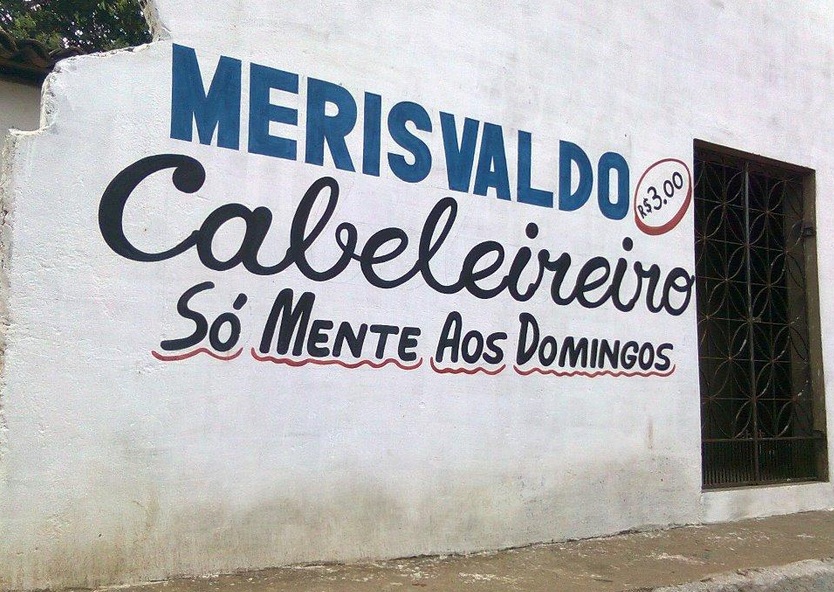 MERISVALDO R$3.00
Cabeleireiro
SÓ MENTE AOS DOMINGOS